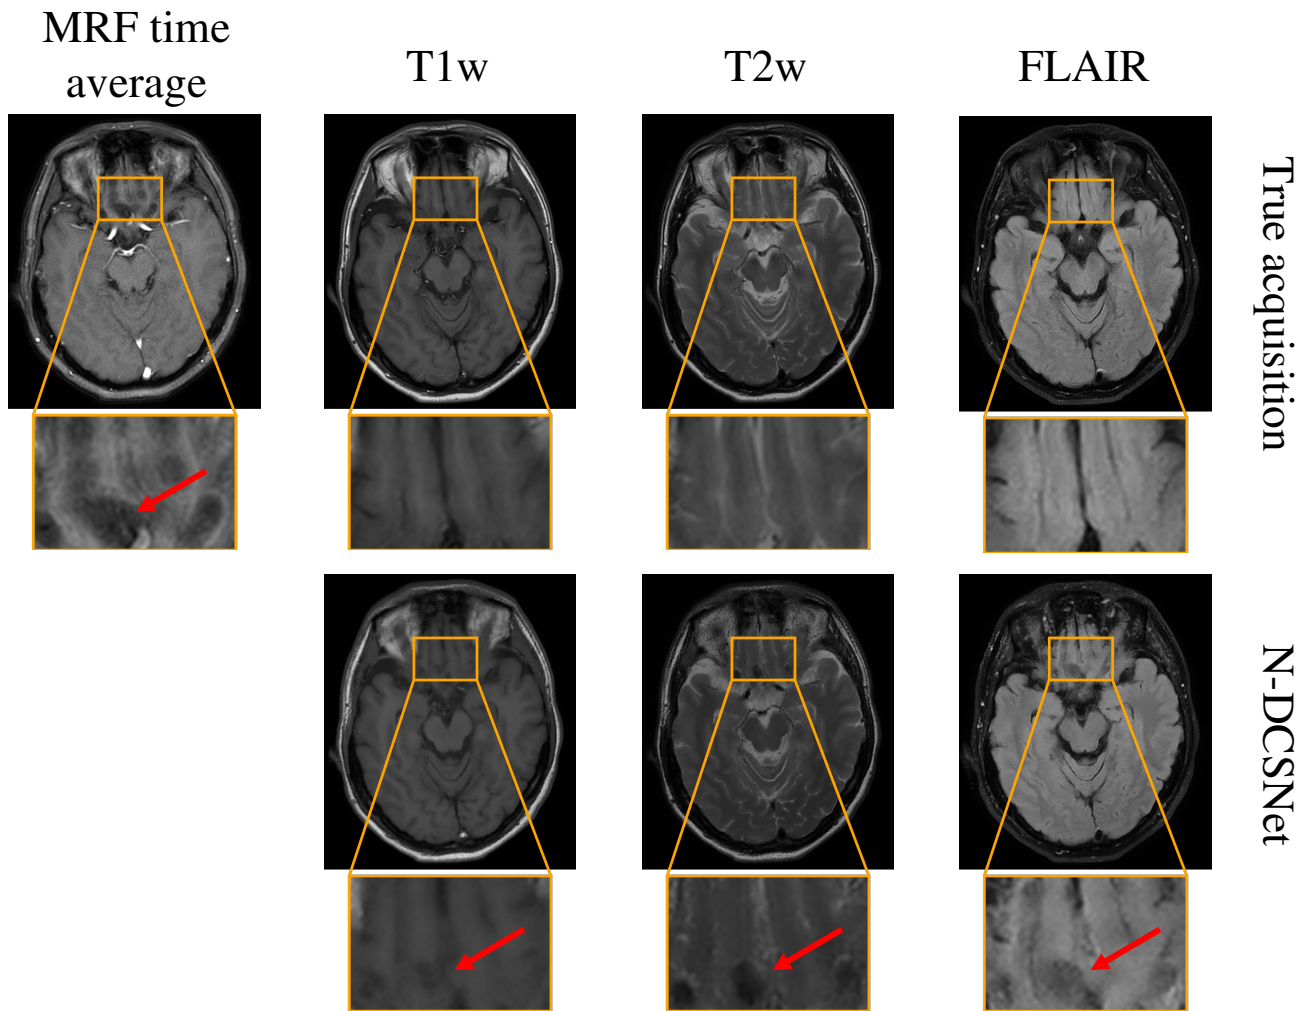 MRF time
average
T1w
T2w
FLAIR
True acquisition
N-DCSNet